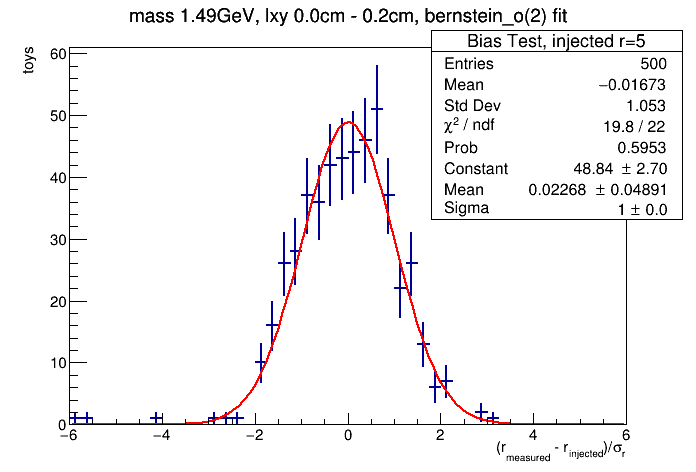 mass 1.49GeV, lxy 0.0cm - 0.2cm, bernstein_o(2) fit
toys
Bias Test, injected r=5
Entries 500
Mean −0.01673
Std Dev 1.053
χ² / ndf 19.8 / 22
Prob 0.5953
Constant 48.84 ± 2.70
Mean 0.02268 ± 0.04891
Sigma 1 ± 0.0
60
50
40
30
20
10
0
−6 −4 −2 0 2 4 6
(r_measured - r_injected)/σ_r